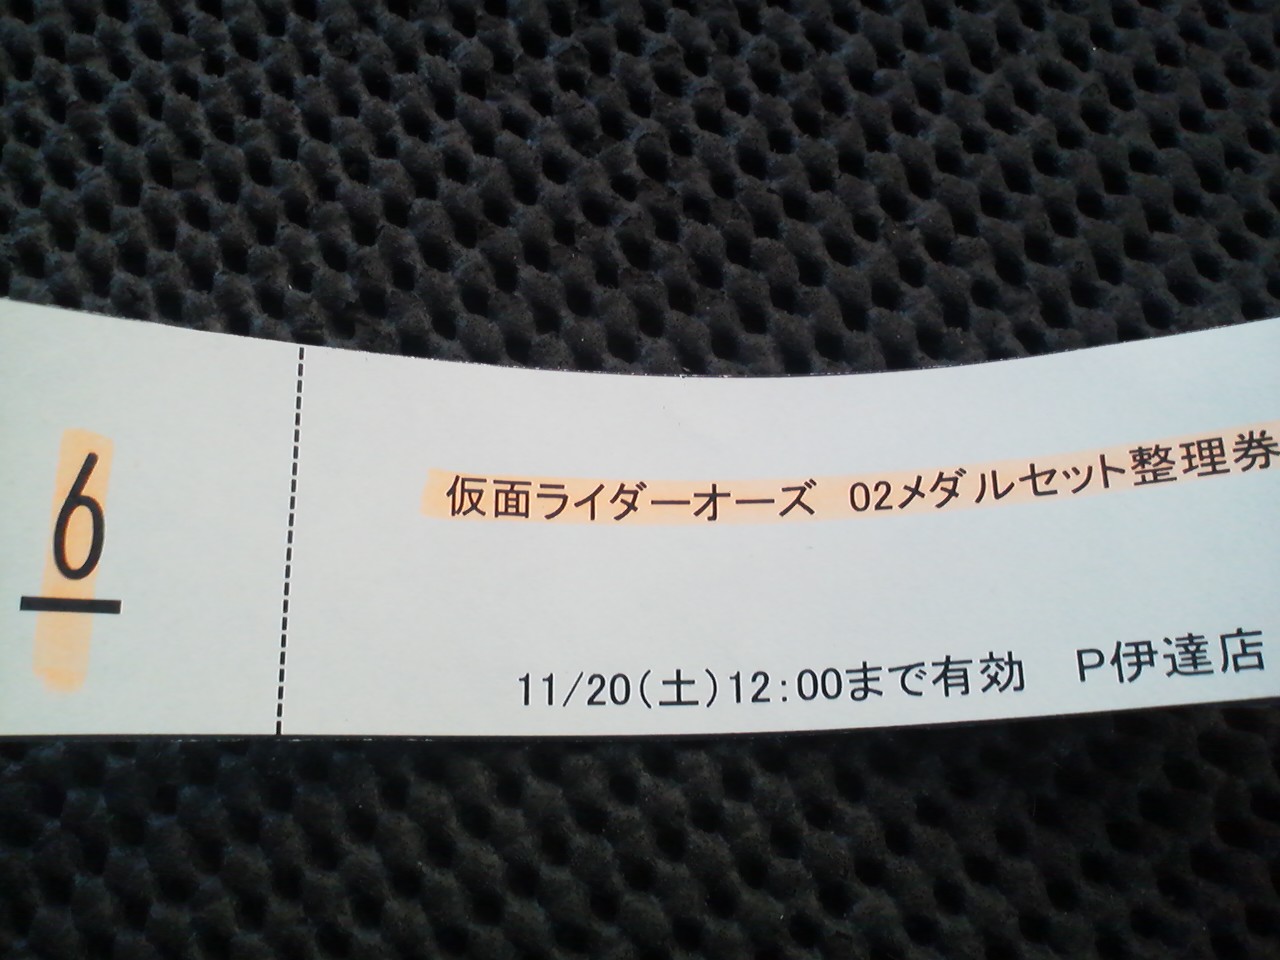 6
仮面ライダーオーズ　02メダルセット整理券
11/20(土)12:00まで有効　P伊達店